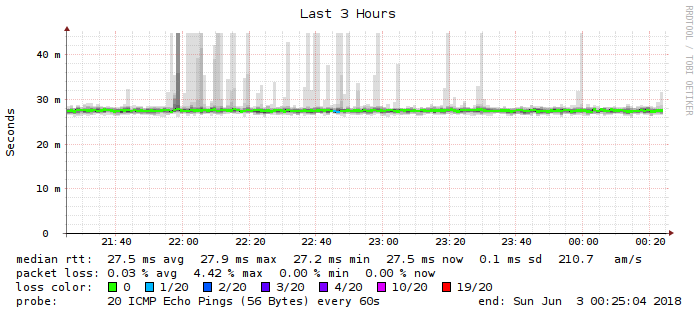 Last 3 Hours
RRDTOOL / TOBI OETIKER
Seconds
40 m
30 m
20 m
10 m
0
21:40 22:00 22:20 22:40 23:00 23:20 23:40 00:00 00:20
median rtt: 27.5 ms avg 27.9 ms max 27.2 ms min 27.5 ms now 0.1 ms sd 210.7 am/s
packet loss: 0.03 % avg 4.42 % max 0.00 % min 0.00 % now
loss color: 0 1/20 2/20 3/20 4/20 10/20 19/20
probe: 20 ICMP Echo Pings (56 Bytes) every 60s end: Sun Jun 3 00:25:04 2018